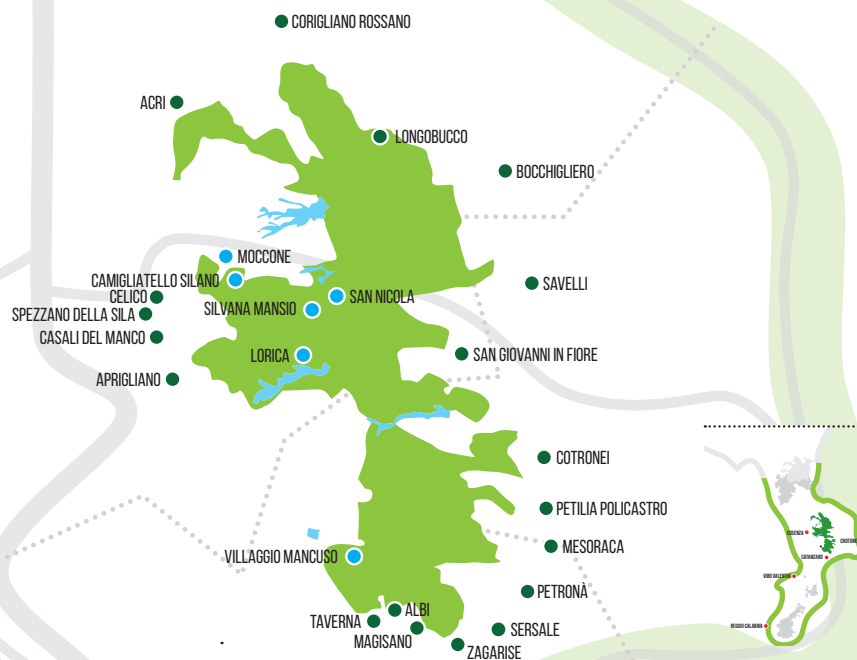 CORIGLIANO ROSSANO
ACRI
LONGOBUCCO
BOCCHIGLIERO
MOCCONE
CAMIGLIATELLO SILANO
SAVELLI
CELICO
SAN NICOLA
SILVANA MANSIO
SPEZZANO DELLA SILA
CASALI DEL MANCO
LORICA
SAN GIOVANNI IN FIORE
APRIGLIANO
COTRONEI
PETILIA POLICASTRO
COSENZA
CROTONE
MESORACA
VILLAGGIO MANCUSO
CATANZARO
VIBO VALENTIA
PETRONÀ
ALBI
TAVERNA
SERSALE
REGGIO CALABRIA
MAGISANO
ZAGARISE